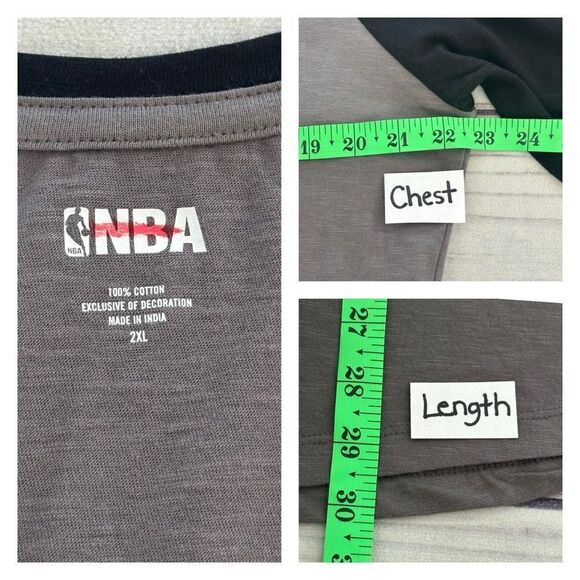 NBA
NBA
100% COTTON
EXCLUSIVE OF DECORATION
MADE IN INDIA
2XL
19 20 21 22 23 24
Chest
27
28
29
30
Length